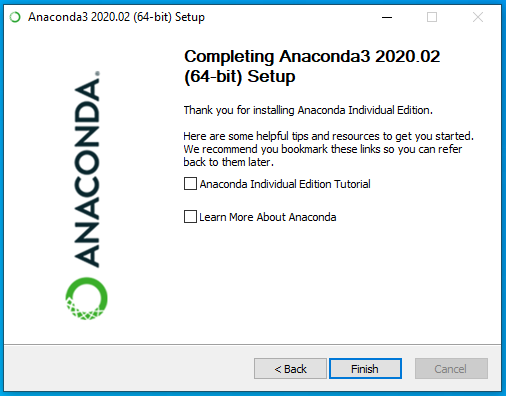 Anaconda3 2020.02 (64-bit) Setup
ANACONDA.
Completing Anaconda3 2020.02
(64-bit) Setup
Thank you for installing Anaconda Individual Edition.
Here are some helpful tips and resources to get you started.
We recommend you bookmark these links so you can refer
back to them later.
Anaconda Individual Edition Tutorial
Learn More About Anaconda
< Back
Finish
Cancel